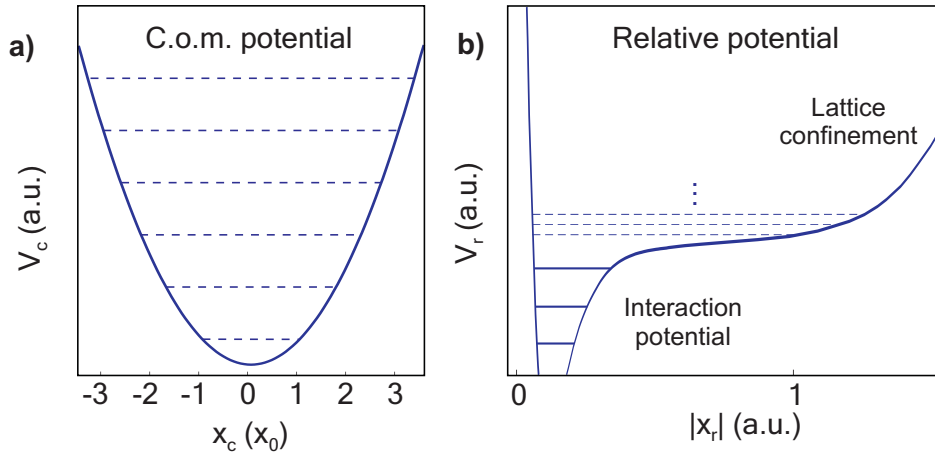 a)
C.o.m. potential
V_c (a.u.)
-3 -2 -1 0 1 2 3
x_c (x_0)
b)
Relative potential
Lattice
confinement
⋮
Interaction
potential
V_r (a.u.)
0 1
|x_r| (a.u.)